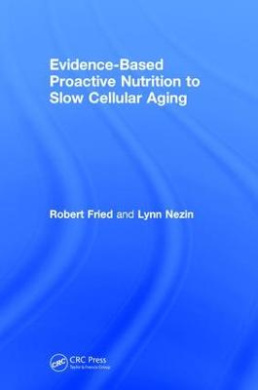 Evidence-Based
Proactive Nutrition to
Slow Cellular Aging
Robert Fried and Lynn Nezin
CRC Press
Taylor & Francis Group